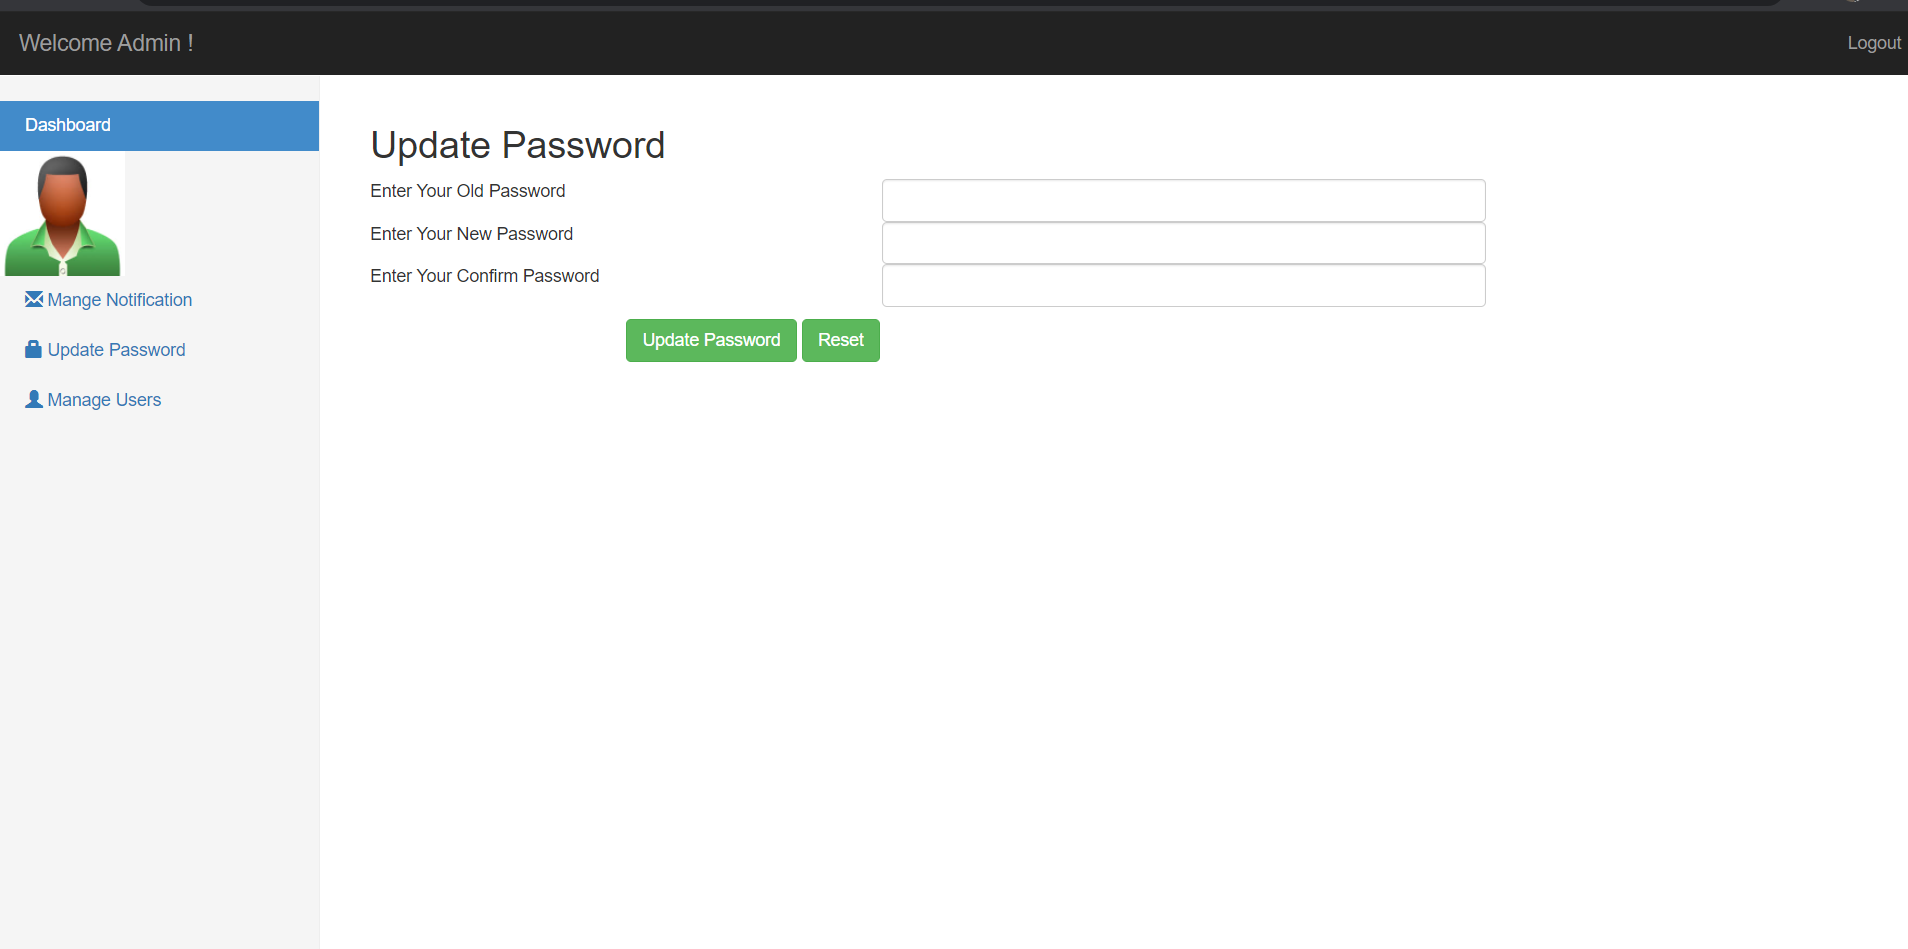 Welcome Admin !
Logout
Dashboard
Mange Notification
Update Password
Manage Users
Update Password
Enter Your Old Password
Enter Your New Password
Enter Your Confirm Password
Update Password
Reset